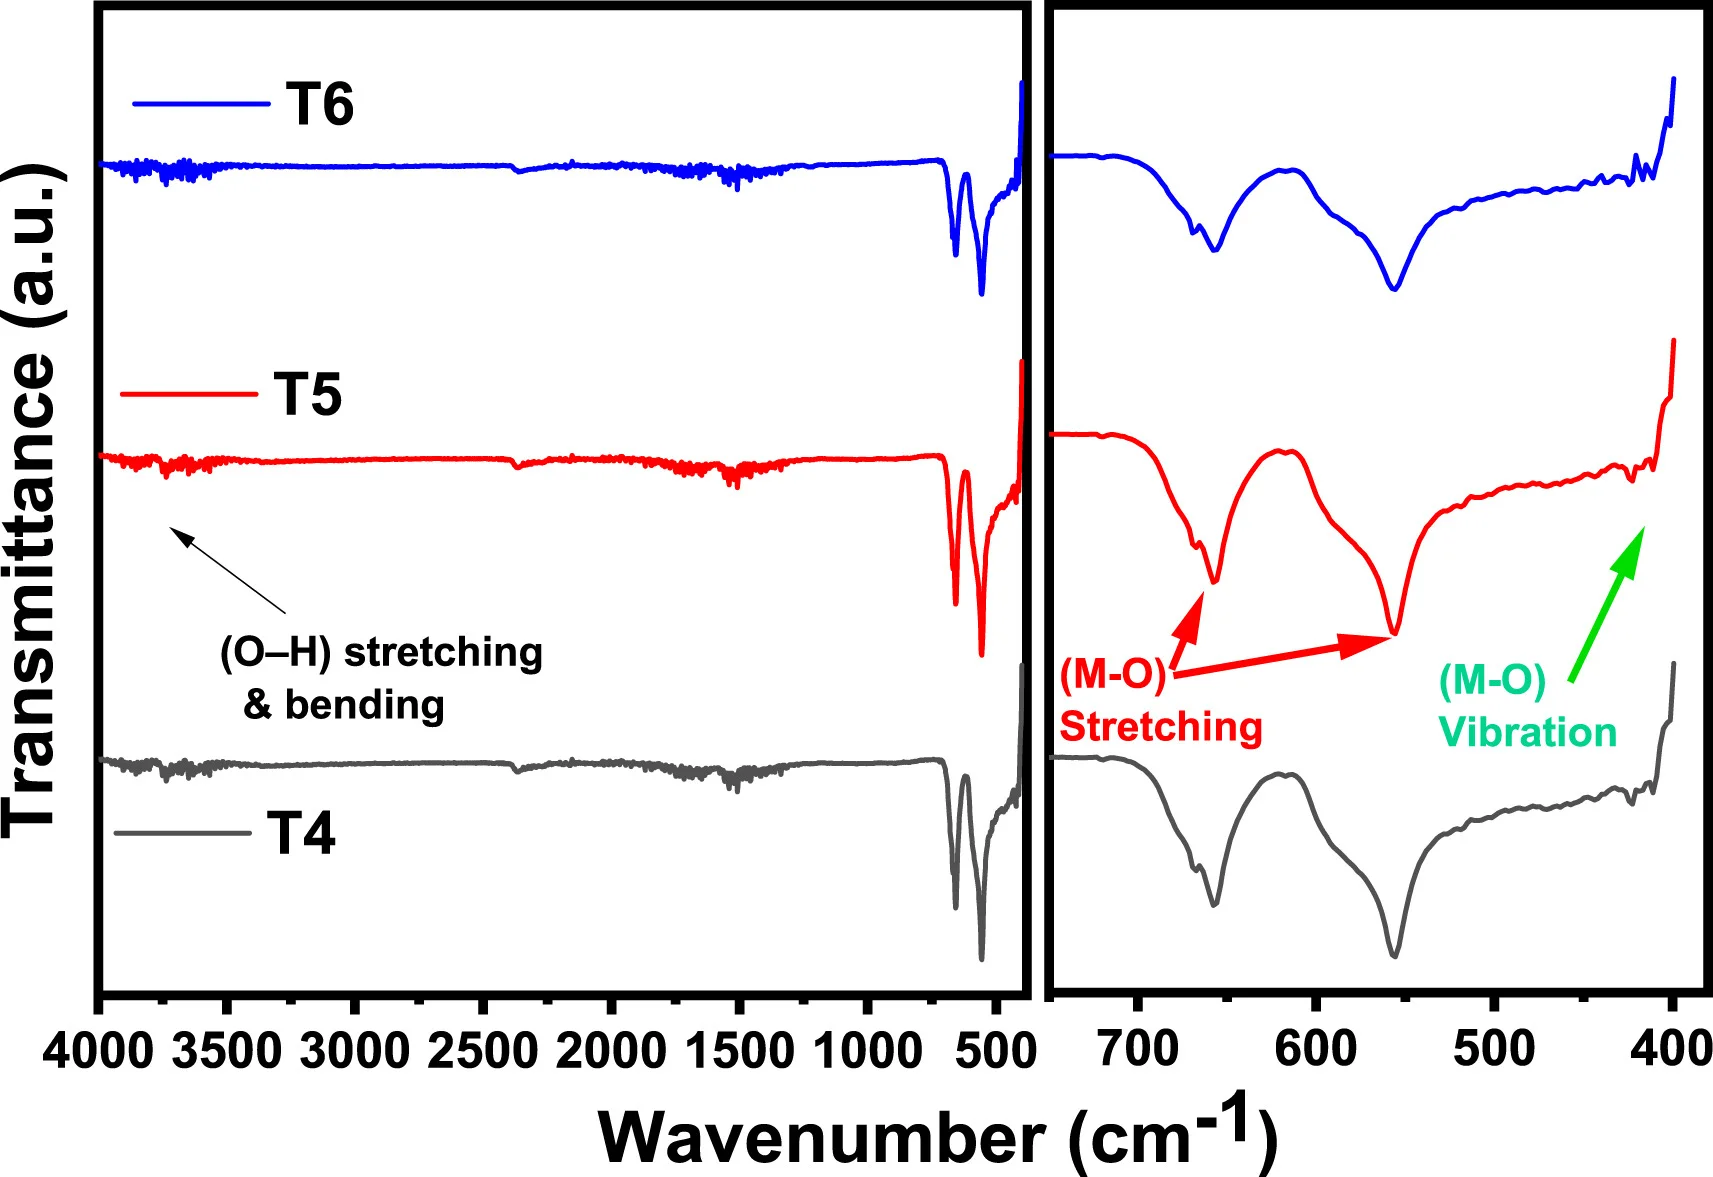 Transmittance (a.u.)
T6
T5
(O–H) stretching
& bending
T4
(M-O)
Stretching
(M-O)
Vibration
4000 3500 3000 2500 2000 1500 1000 500
700 600 500 400
Wavenumber (cm-1)